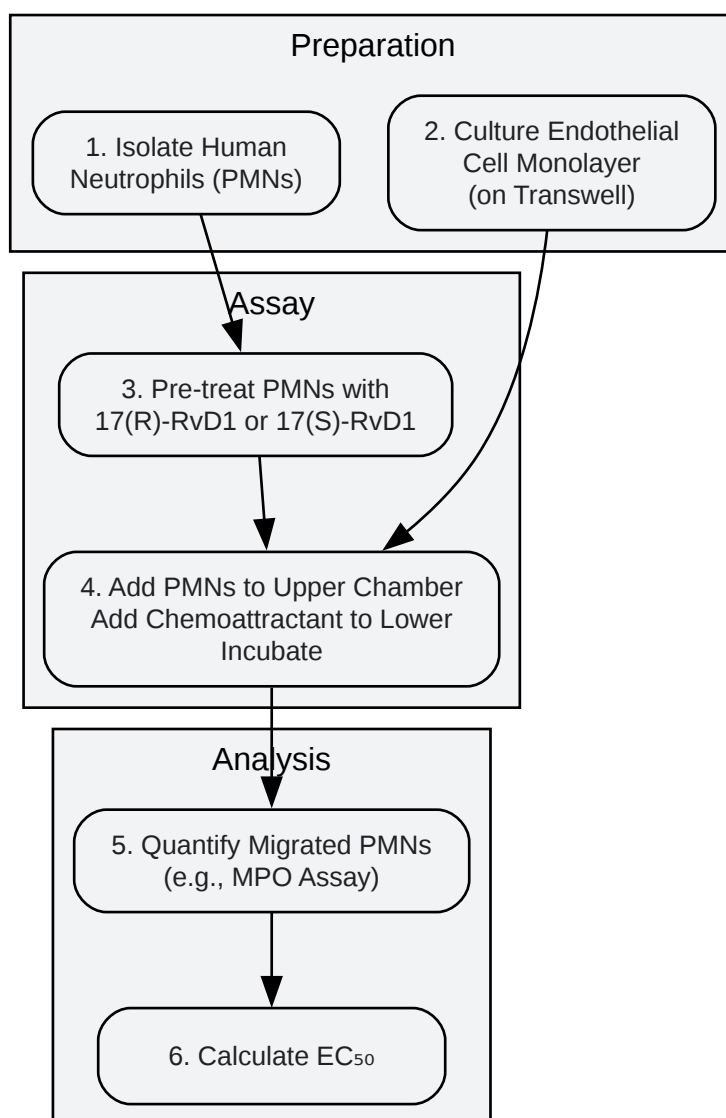 Preparation
1. Isolate Human
Neutrophils (PMNs)
2. Culture Endothelial
Cell Monolayer
(on Transwell)
Assay
3. Pre-treat PMNs with
17(R)-RvD1 or 17(S)-RvD1
4. Add PMNs to Upper Chamber
Add Chemoattractant to Lower
Incubate
Analysis
5. Quantify Migrated PMNs
(e.g., MPO Assay)
6. Calculate EC₅₀